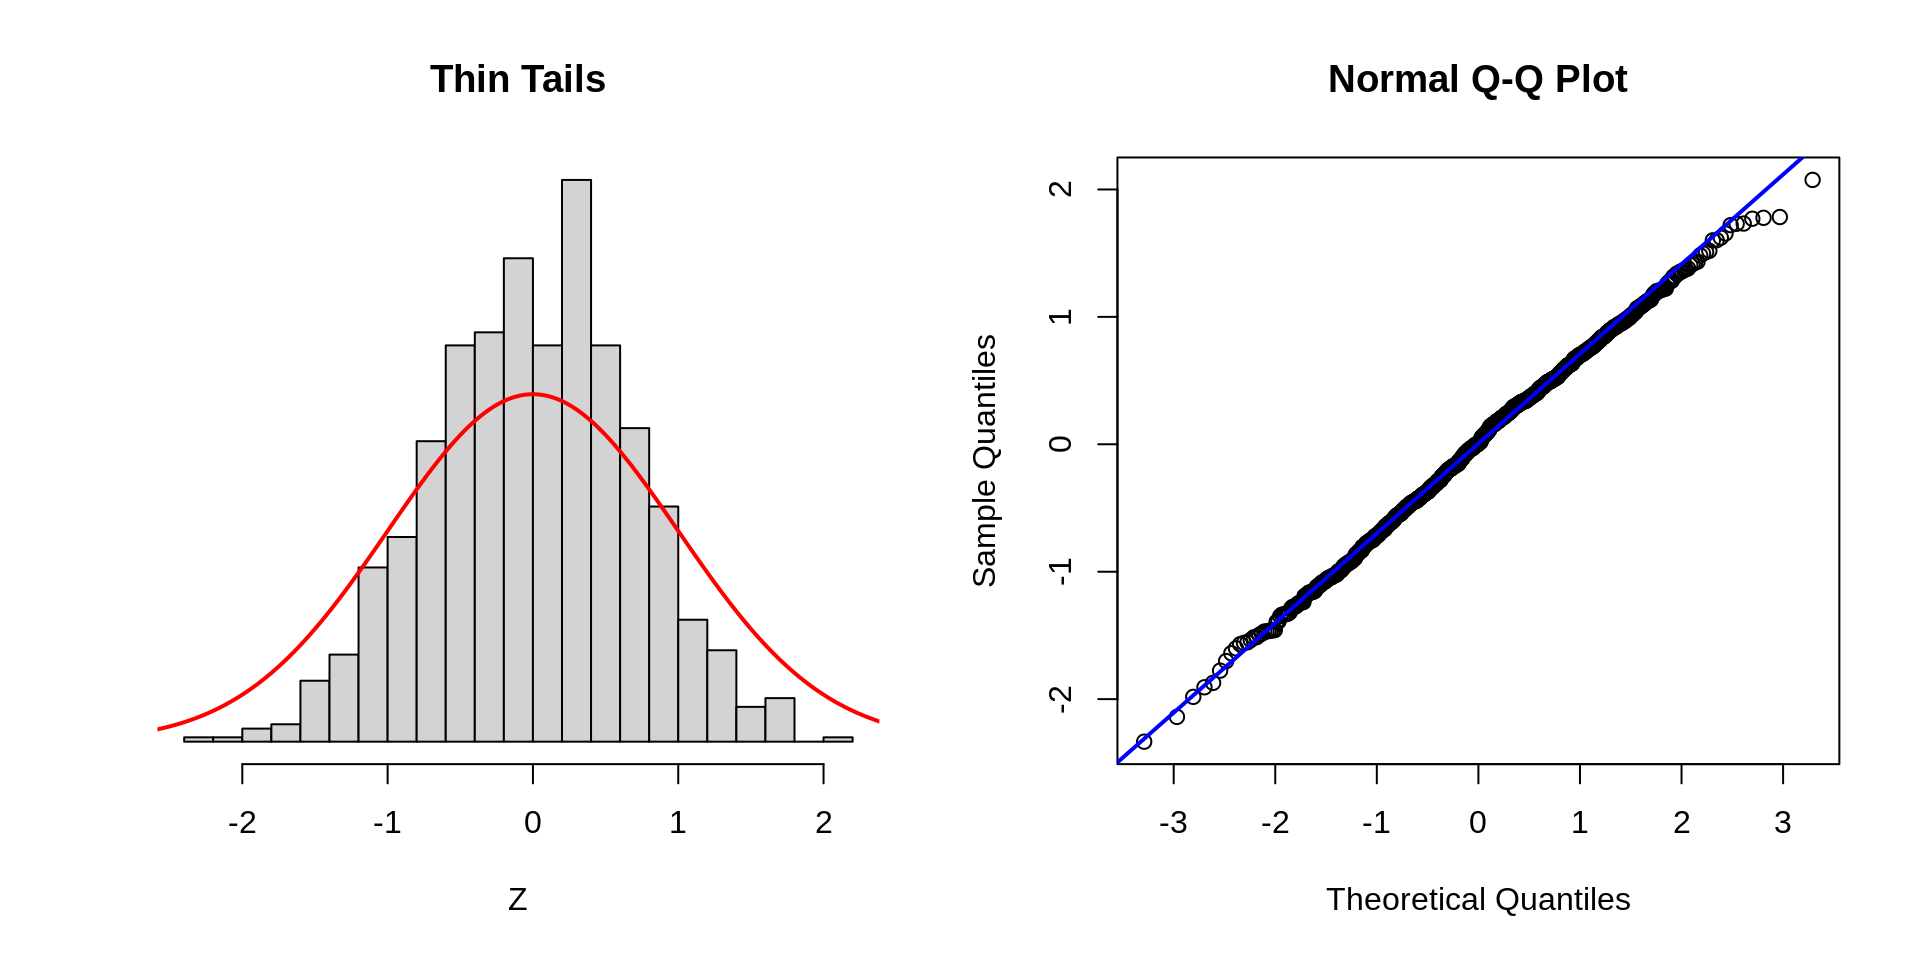 Thin Tails
-2 -1 0 1 2
Z
Normal Q-Q Plot
Sample Quantiles
2
1
0
-1
-2
-3 -2 -1 0 1 2 3
Theoretical Quantiles